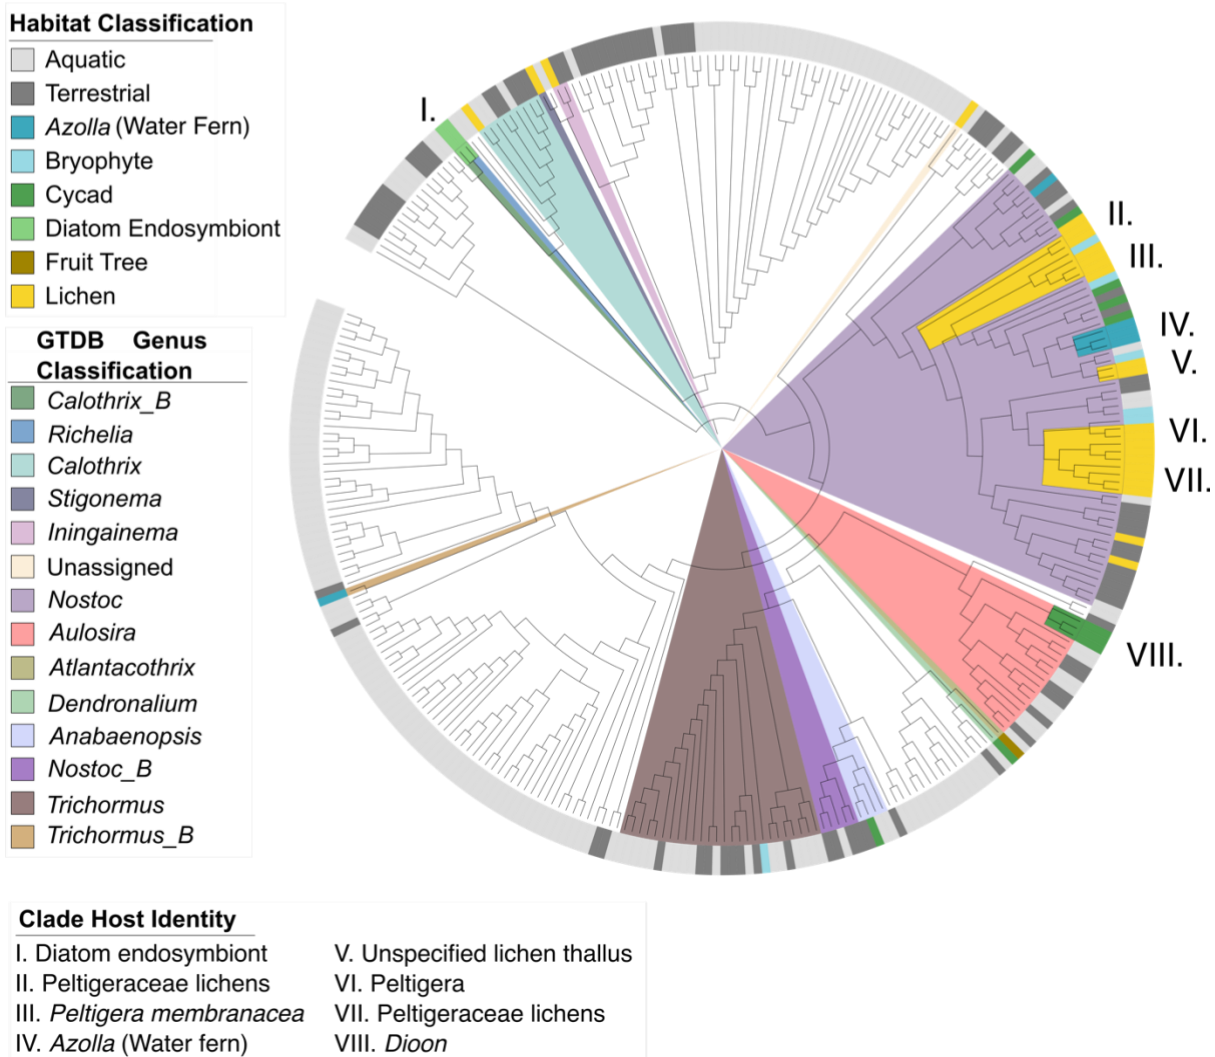 Habitat Classification
Aquatic
Terrestrial
Azolla (Water Fern)
Bryophyte
Cycad
Diatom Endosymbiont
Fruit Tree
Lichen
GTDB Genus
Classification
Calothrix_B
Richelia
Calothrix
Stigonema
Iningainema
Unassigned
Nostoc
Aulosira
Atlantacothrix
Dendronalium
Anabaenopsis
Nostoc_B
Trichormus
Trichormus_B
I.
II.
III.
IV.
V.
VI.
VII.
VIII.
Clade Host Identity
I. Diatom endosymbiont
II. Peltigeraceae lichens
III. Peltigera membranacea
IV. Azolla (Water fern)
V. Unspecified lichen thallus
VI. Peltigera
VII. Peltigeraceae lichens
VIII. Dioon